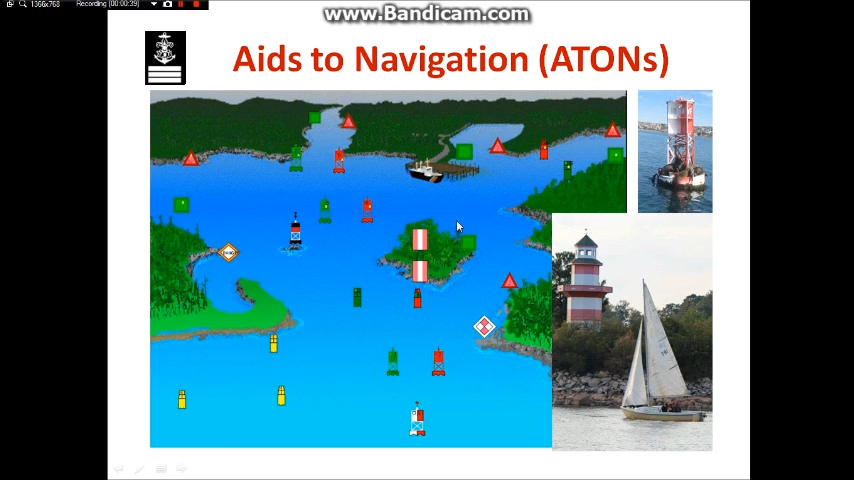 1366x768
Recording [00:00:39]
www.Bandicam.com
Aids to Navigation (ATONs)